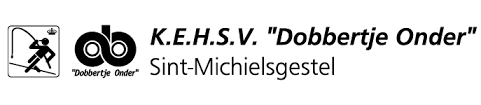 K.E.H.S.V. "Dobbertje Onder"
Sint-Michielsgestel
"Dobbertje Onder"